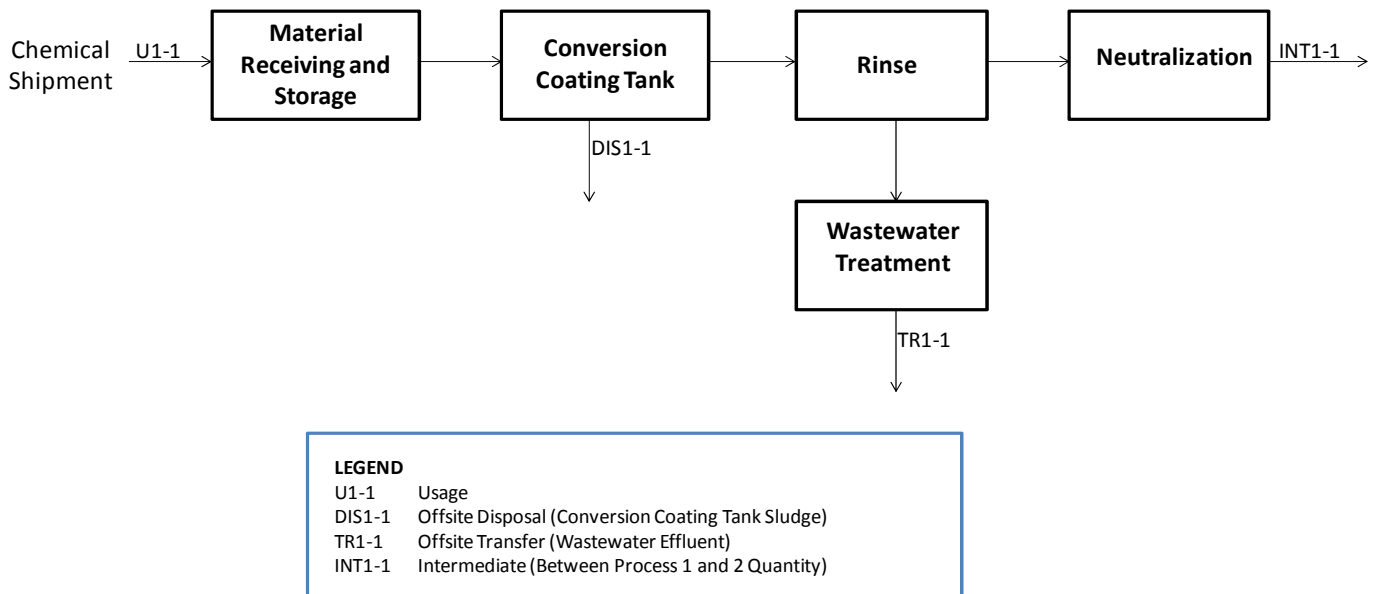 Chemical
Shipment
U1-1
Material
Receiving and
Storage
Conversion
Coating Tank
Rinse
Neutralization
INT1-1
DIS1-1
Wastewater
Treatment
TR1-1
LEGEND
U1-1 Usage
DIS1-1 Offsite Disposal (Conversion Coating Tank Sludge)
TR1-1 Offsite Transfer (Wastewater Effluent)
INT1-1 Intermediate (Between Process 1 and 2 Quantity)